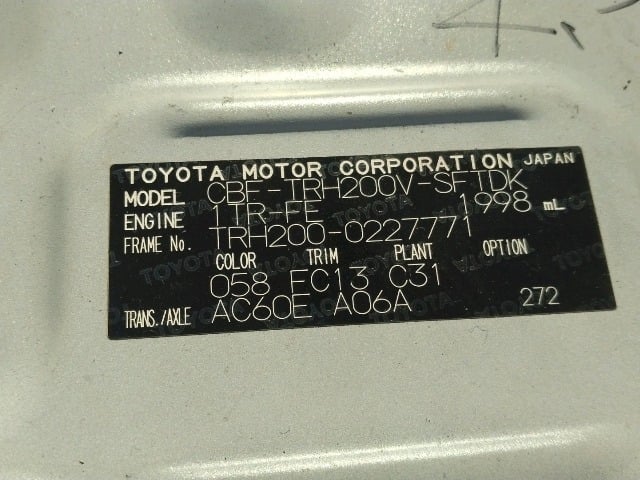 TOYOTA MOTOR CORPORATION JAPAN
MODEL CBF-TRH200V-SFTDK
ENGINE 1TR-FE 1998 mL
FRAME No. TRH200-0227771
COLOR TRIM PLANT OPTION
058 EC13 C31
TRANS./AXLE AC60E A06A 272